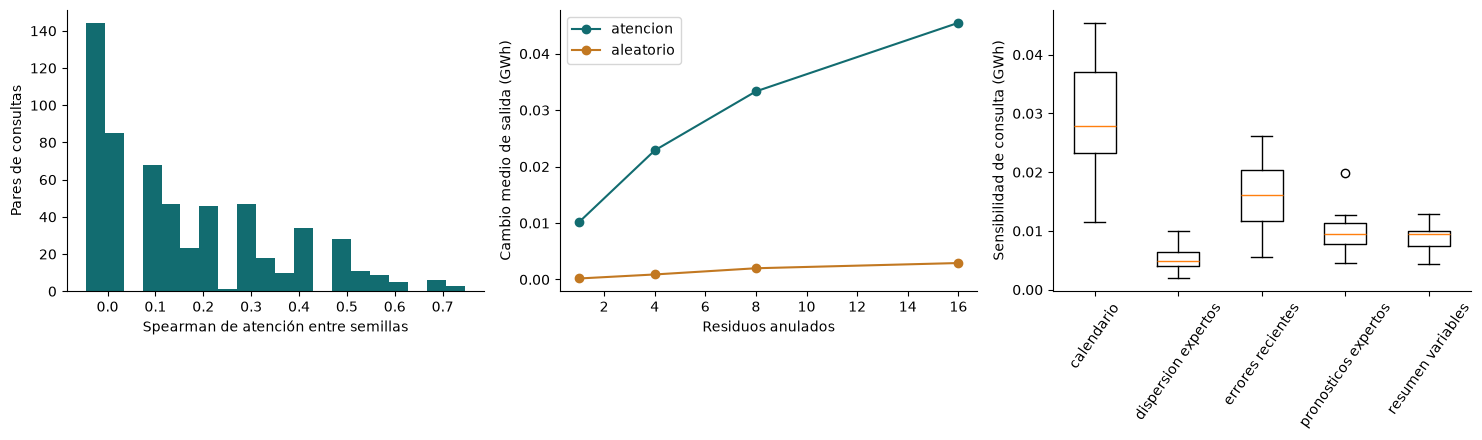 140
120
100
80
60
40
20
0
Pares de consultas
0.0 0.1 0.2 0.3 0.4 0.5 0.6 0.7
Spearman de atención entre semillas
atencion
aleatorio
0.04
0.03
0.02
0.01
0.00
Cambio medio de salida (GWh)
2 4 6 8 10 12 14 16
Residuos anulados
0.04
0.03
0.02
0.01
0.00
Sensibilidad de consulta (GWh)
calendario
dispersion expertos
errores recientes
pronosticos expertos
resumen variables